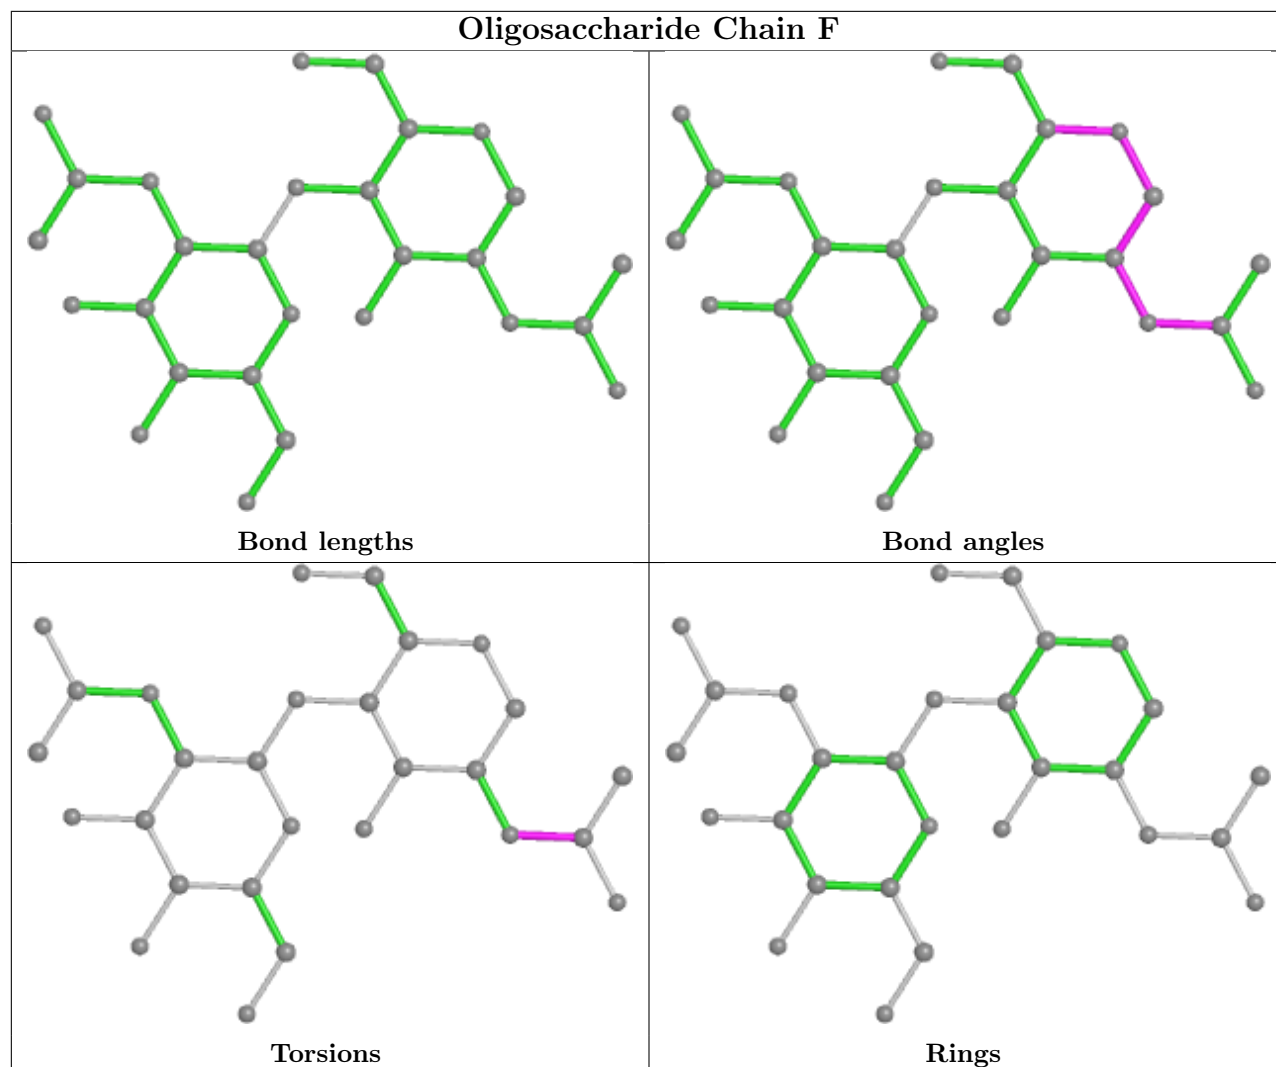 Oligosaccharide Chain F
Bond lengths
Bond angles
Torsions
Rings